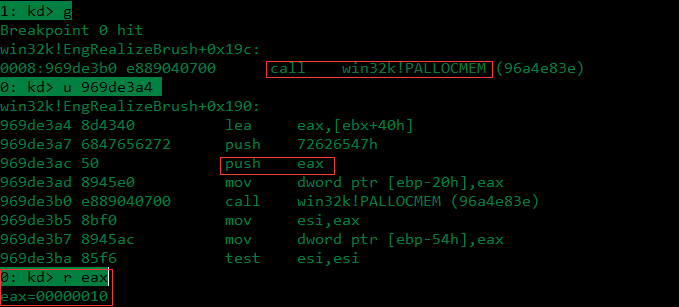 1: kd> g
Breakpoint 0 hit
win32k!EngRealizeBrush+0x19c:
0008:969de3b0 e889040700      call    win32k!PALLOCMEM (96a4e83e)
0: kd> u 969de3a4
win32k!EngRealizeBrush+0x190:
969de3a4 8d4340          lea     eax,[ebx+40h]
969de3a7 6847656272      push    72626547h
969de3ac 50              push    eax
969de3ad 8945e0          mov     dword ptr [ebp-20h],eax
969de3b0 e889040700      call    win32k!PALLOCMEM (96a4e83e)
969de3b5 8bf0            mov     esi,eax
969de3b7 8945ac          mov     dword ptr [ebp-54h],eax
969de3ba 85f6            test    esi,esi
0: kd> r eax
eax=00000010